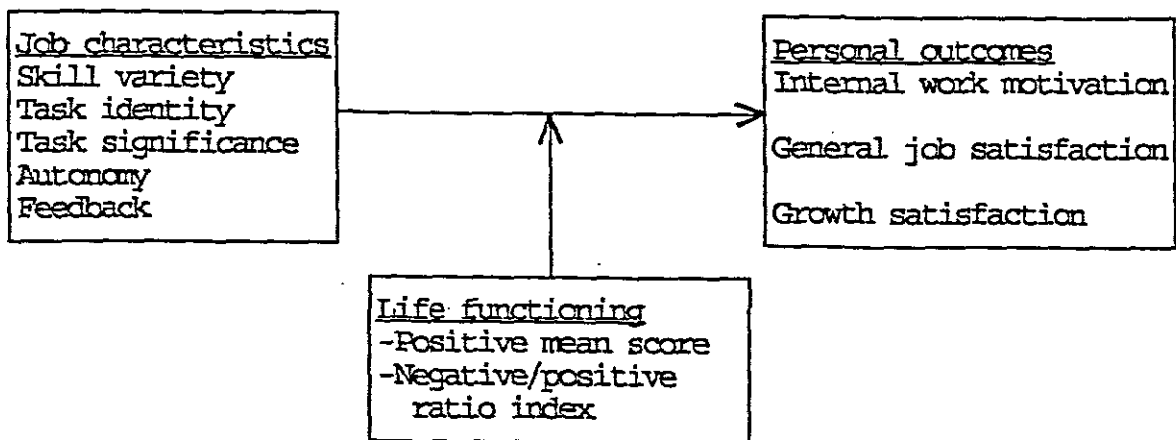 Job characteristics
Skill variety
Task identity
Task significance
Autonomy
Feedback
Personal outcomes
Internal work motivation
General job satisfaction
Growth satisfaction
Life functioning
-Positive mean score
-Negative/positive
ratio index